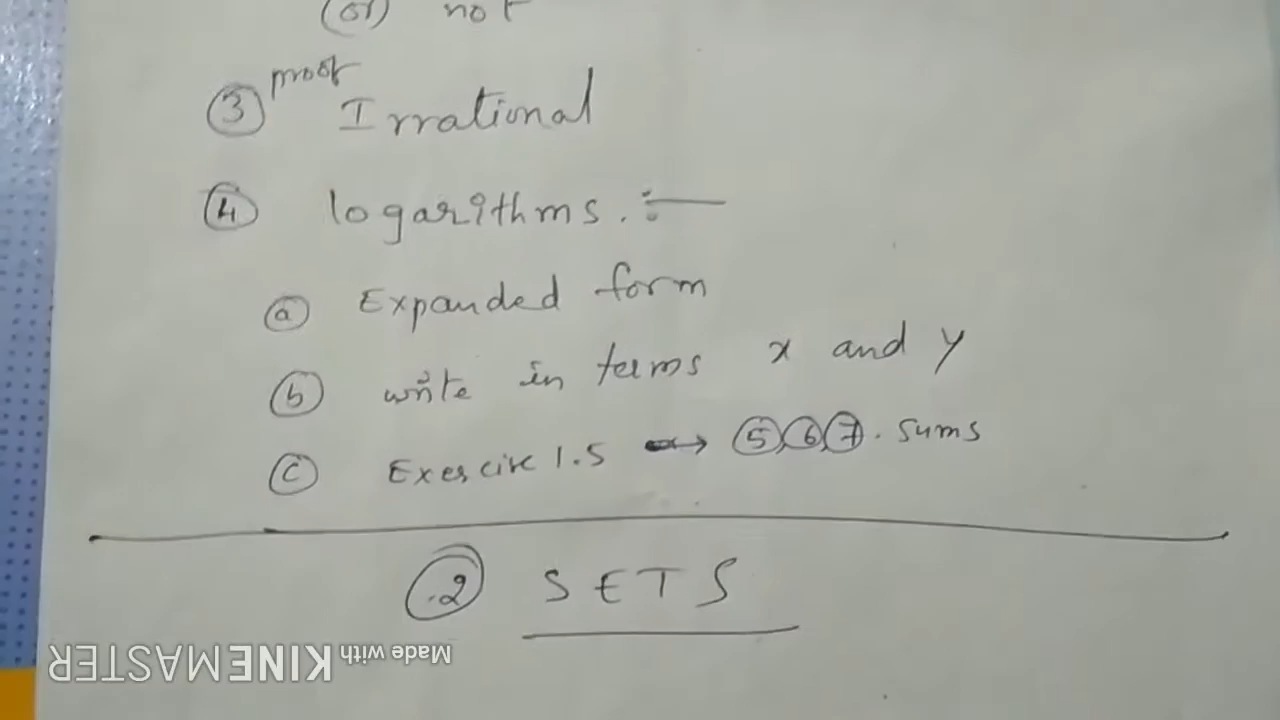 (or) not
③ proof Irrational
④ logarithms :—
ⓐ Expanded form
ⓑ write in terms x and y
ⓒ Exercise 1.5 ↔ ⑤⑥⑦. sums
② SETS
Made with KINEMASTER